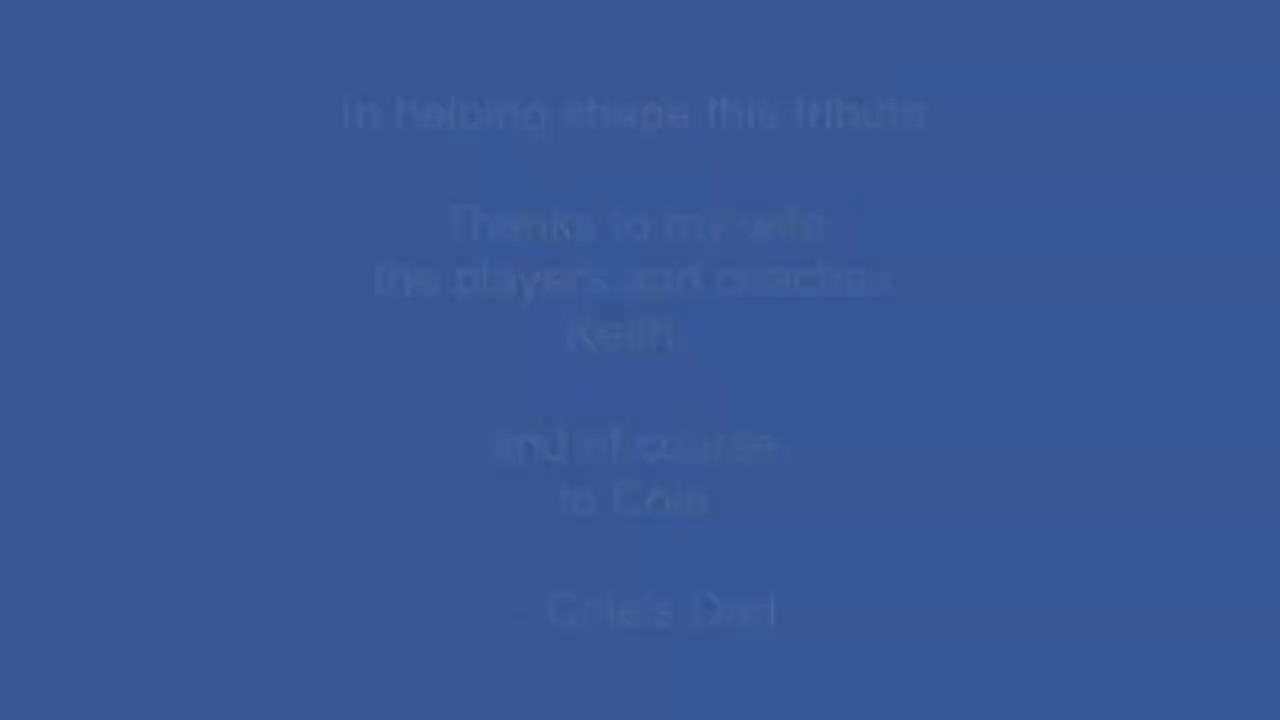 In helping shape this tribute
Thanks to my wife
the players and coaches
Keith
and of course
to Cole
- Cole's Dad